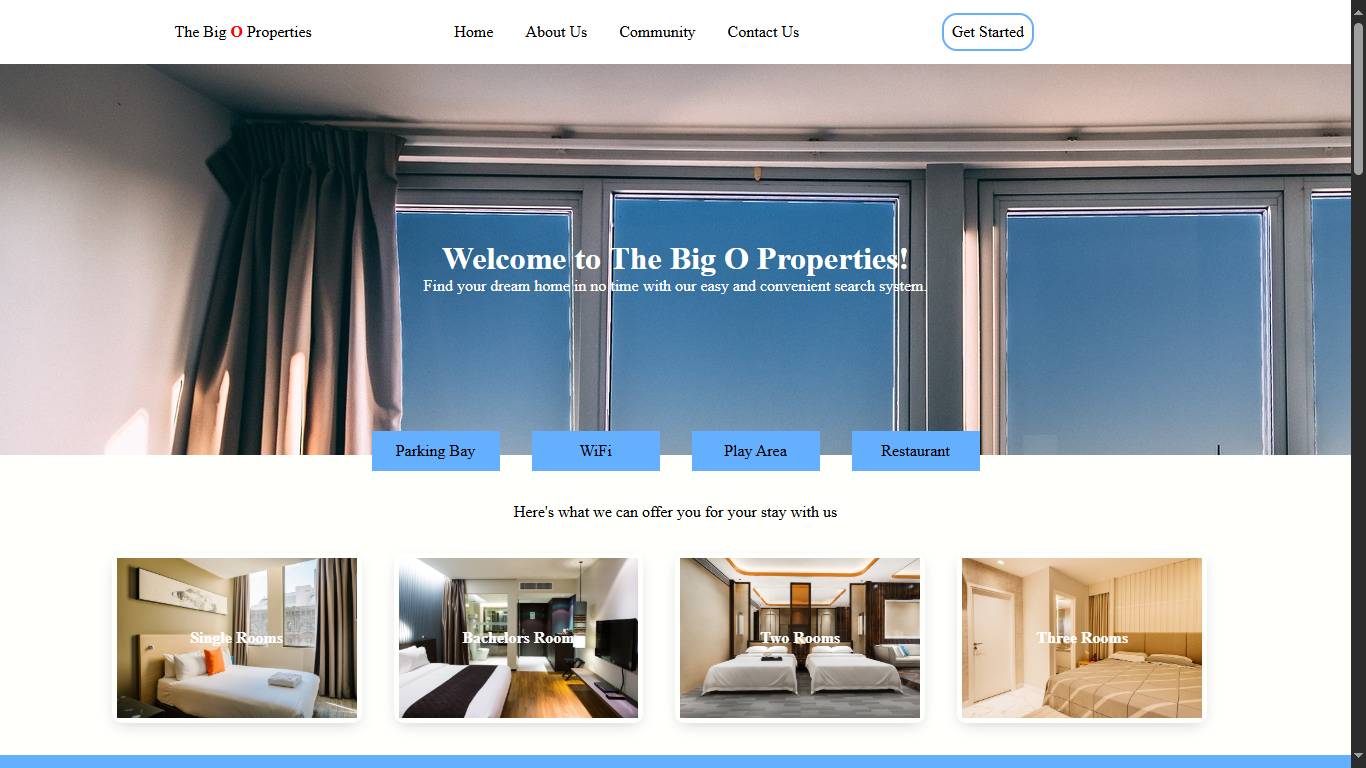 The Big O Properties
Home
About Us
Community
Contact Us
Get Started
Welcome to The Big O Properties!
Find your dream home in no time with our easy and convenient search system.
Parking Bay
WiFi
Play Area
Restaurant
Here's what we can offer you for your stay with us
Single Rooms
Bachelors Rooms
Two Rooms
Three Rooms